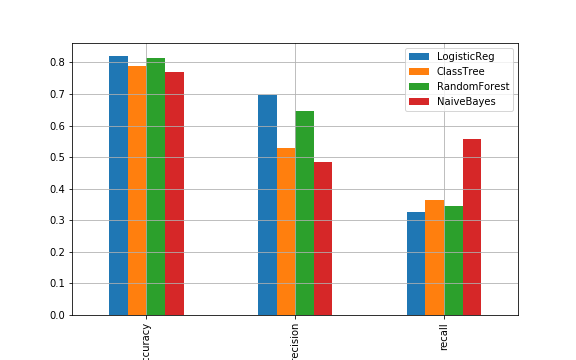 LogisticReg
ClassTree
RandomForest
NaiveBayes
0.8
0.7
0.6
0.5
0.4
0.3
0.2
0.1
0.0
ccuracy
recision
recall